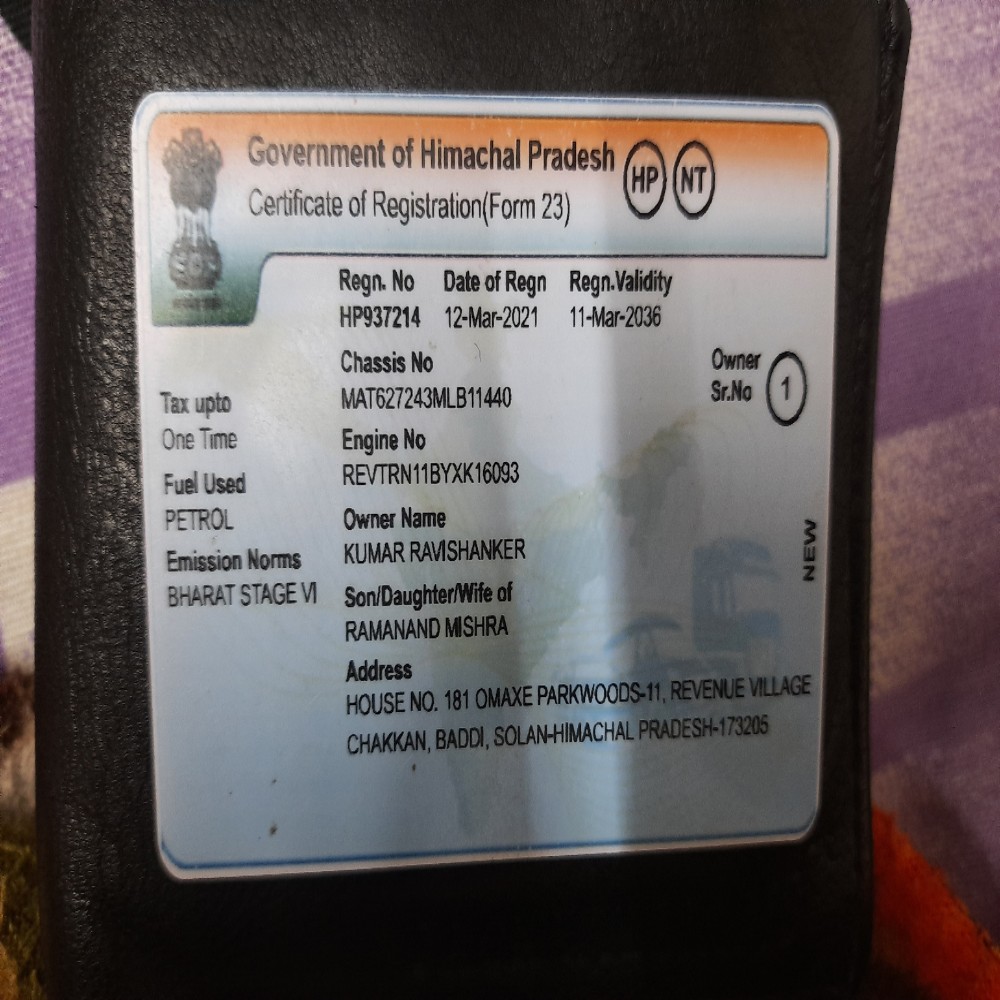 Government of Himachal Pradesh HP NT
Certificate of Registration(Form 23)
Regn. No Date of Regn Regn.Validity
HP937214 12-Mar-2021 11-Mar-2036
Chassis No
MAT627243MLB11440
Owner
Sr.No 1
Tax upto
One Time
Engine No
REVTRN11BYXK16093
Fuel Used
PETROL
Owner Name
KUMAR RAVISHANKER
Emission Norms
BHARAT STAGE VI
Son/Daughter/Wife of
RAMANAND MISHRA
NEW
Address
HOUSE NO. 181 OMAXE PARKWOODS-11, REVENUE VILLAGE
CHAKKAN, BADDI, SOLAN-HIMACHAL PRADESH-173205